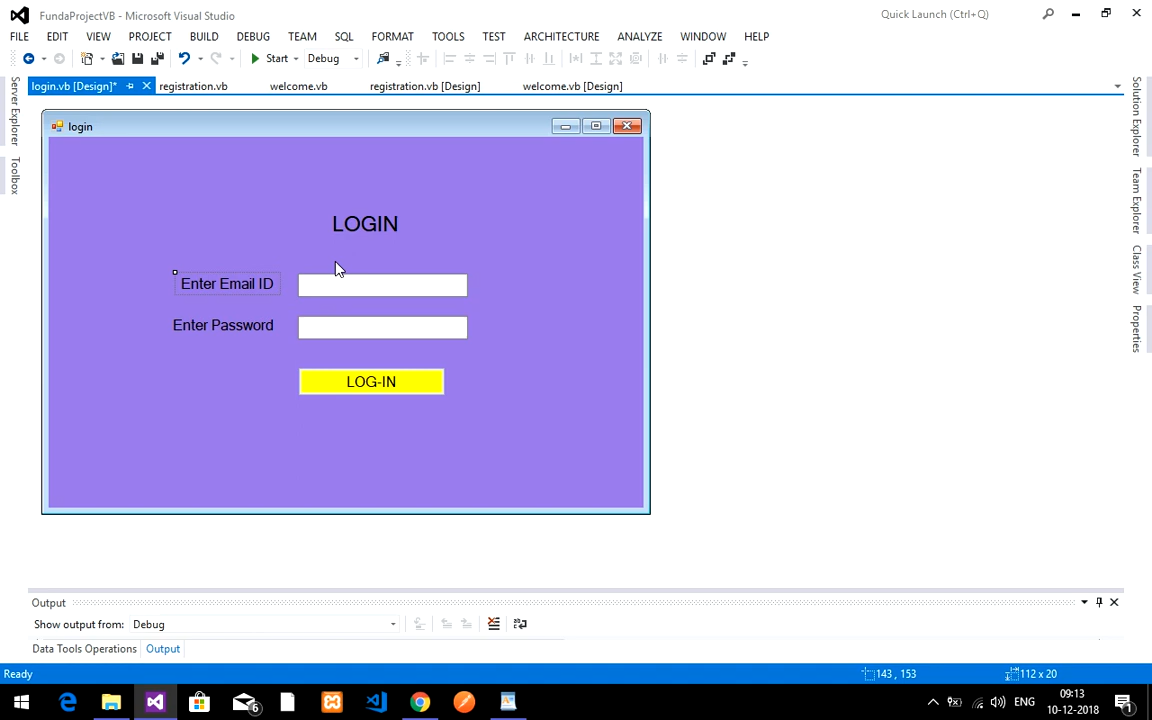 FundaProjectVB - Microsoft Visual Studio
Quick Launch (Ctrl+Q)
FILE EDIT VIEW PROJECT BUILD DEBUG TEAM SQL FORMAT TOOLS TEST ARCHITECTURE ANALYZE WINDOW HELP
Start Debug
login.vb [Design]* registration.vb welcome.vb registration.vb [Design] welcome.vb [Design]
Server Explorer
Toolbox
Solution Explorer
Team Explorer
Class View
Properties
login
LOGIN
Enter Email ID
Enter Password
LOG-IN
Output
Show output from: Debug
Data Tools Operations Output
Ready 143 , 153 112 x 20
6 ENG 09:13
10-12-2018
1